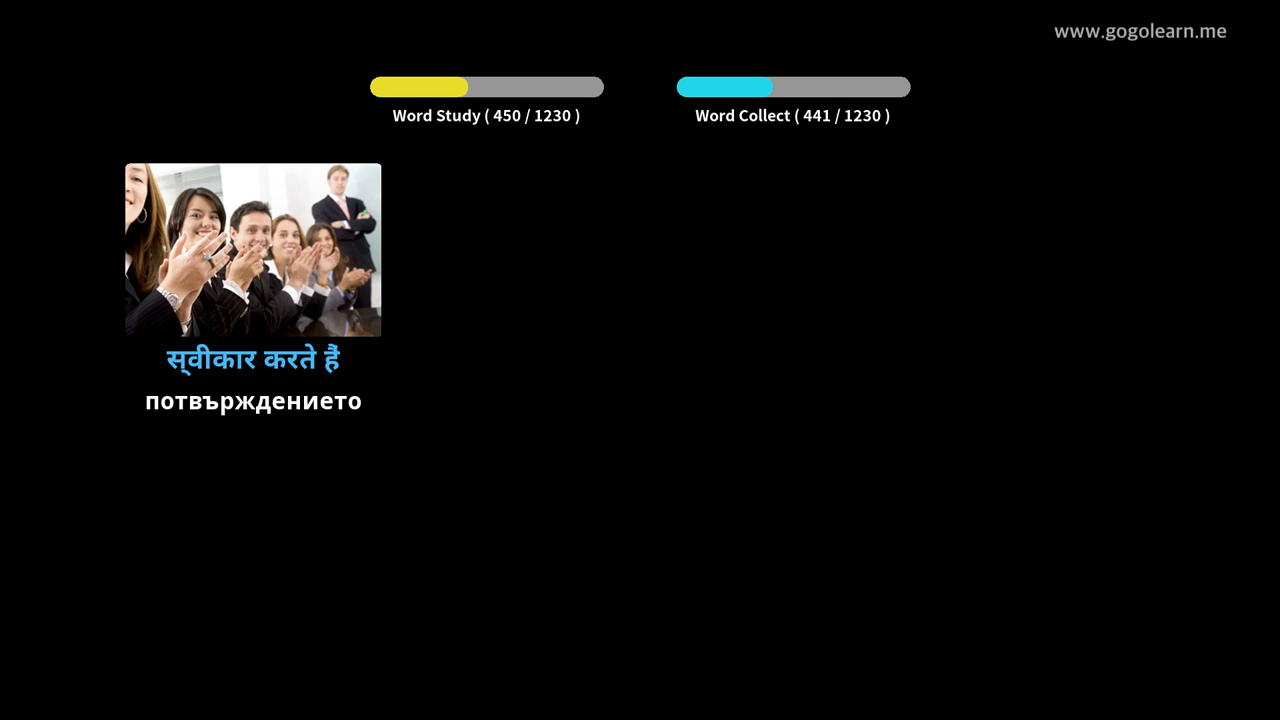 www.gogolearn.me
Word Study ( 450 / 1230 )
Word Collect ( 441 / 1230 )
स्वीकार करते हैं
потвърждението